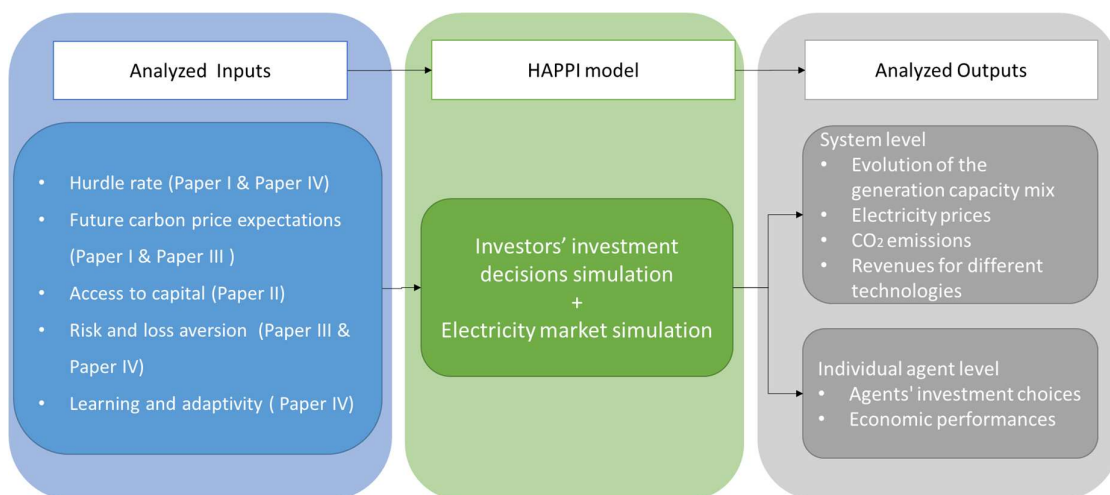 Analyzed Inputs
HAPPI model
Analyzed Outputs
• Hurdle rate (Paper I & Paper IV)
• Future carbon price expectations
(Paper I & Paper III )
• Access to capital (Paper II)
• Risk and loss aversion (Paper III &
Paper IV)
• Learning and adaptivity ( Paper IV)
Investors' investment
decisions simulation
+
Electricity market simulation
System level
• Evolution of the
generation capacity mix
• Electricity prices
• CO₂ emissions
• Revenues for different
technologies
Individual agent level
• Agents' investment choices
• Economic performances